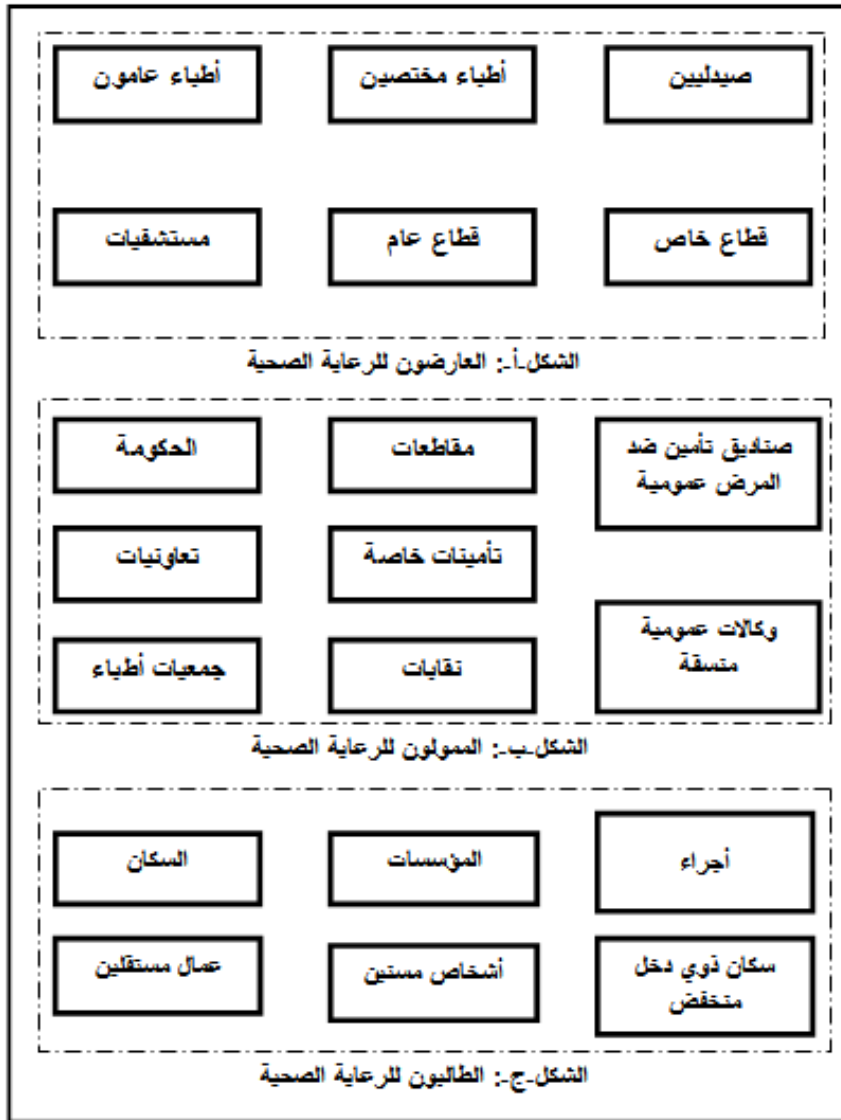 صيدليين
أطباء مختصين
أطباء عامون
قطاع خاص
قطاع عام
مستشفيات
الشكل-أ-: العارضون للرعاية الصحية
صناديق تأمين ضد
المرض عمومية
مقاطعات
الحكومة
تأمينات خاصة
تعاونيات
وكالات عمومية
منسقة
نقابات
جمعيات أطباء
الشكل-ب-: الممولون للرعاية الصحية
أجراء
المؤسسات
السكان
سكان ذوي دخل
منخفض
أشخاص مسنين
عمال مستقلين
الشكل-ج-: الطالبون للرعاية الصحية